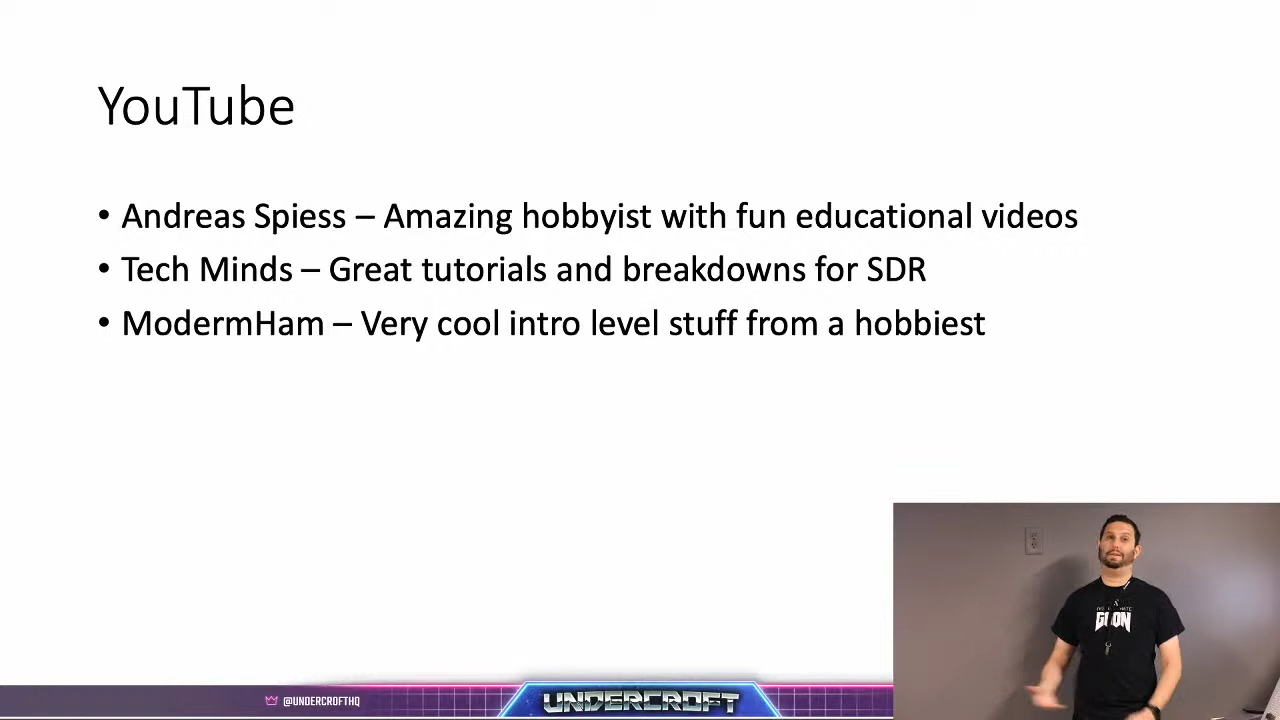 YouTube
• Andreas Spiess – Amazing hobbyist with fun educational videos
• Tech Minds – Great tutorials and breakdowns for SDR
• ModermHam – Very cool intro level stuff from a hobbiest
GOON
@UNDERCROFTHQ
UNDERCROFT